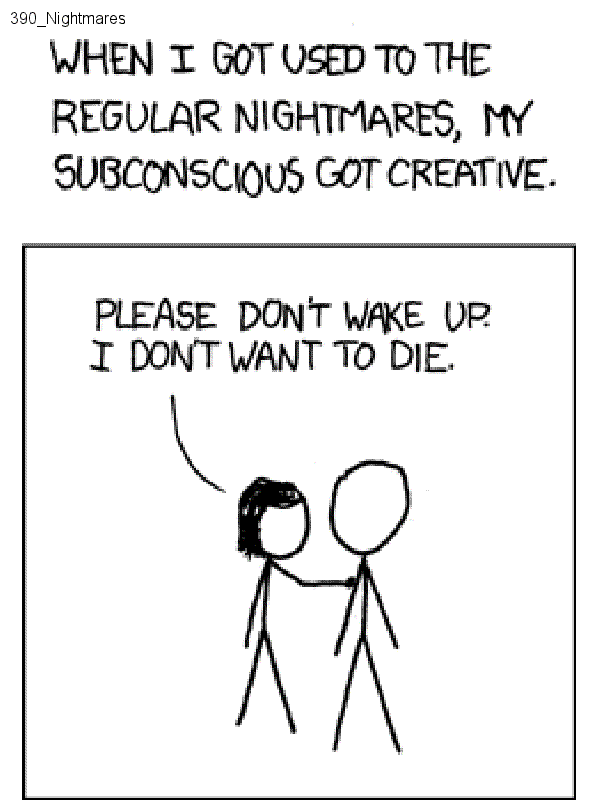 390_Nightmares
WHEN I GOT USED TO THE
REGULAR NIGHTMARES, MY
SUBCONSCIOUS GOT CREATIVE.
PLEASE DON'T WAKE UP.
I DON'T WANT TO DIE.